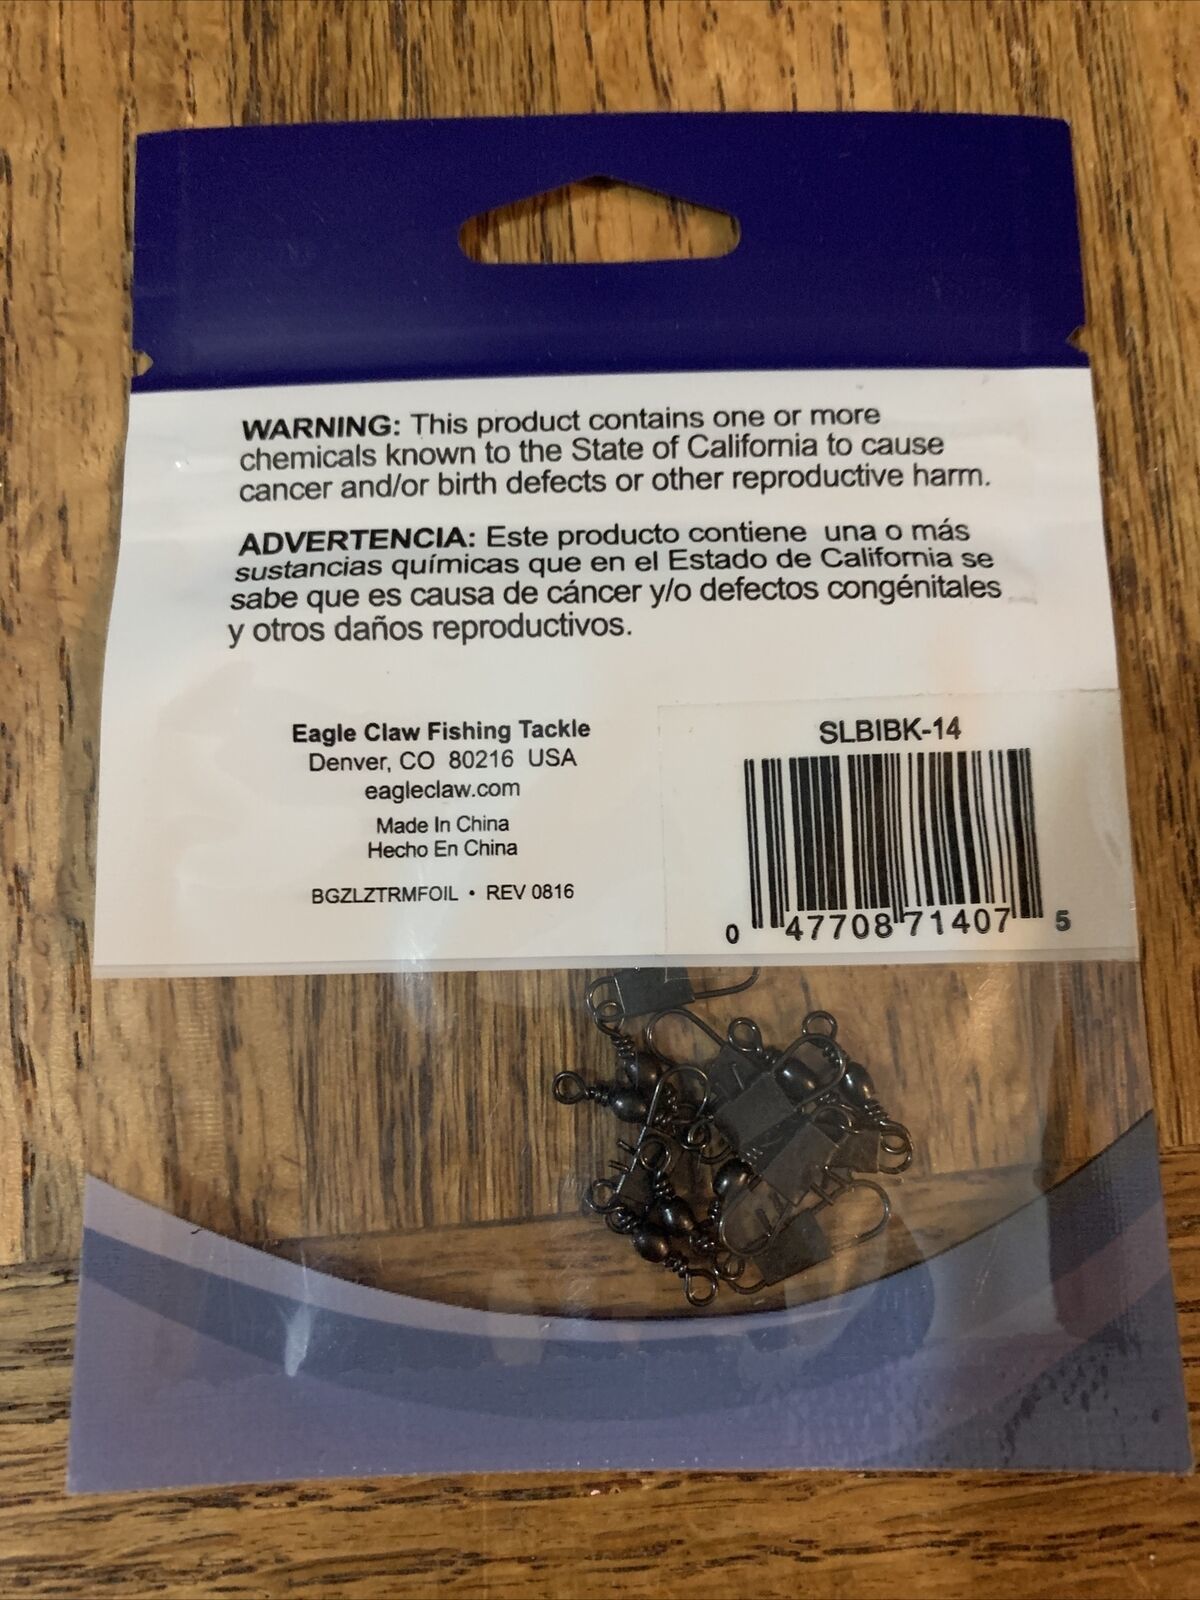 WARNING: This product contains one or more
chemicals known to the State of California to cause
cancer and/or birth defects or other reproductive harm.
ADVERTENCIA: Este producto contiene una o más
sustancias químicas que en el Estado de California se
sabe que es causa de cáncer y/o defectos congénitales
y otros daños reproductivos.
Eagle Claw Fishing Tackle
Denver, CO 80216 USA
eagleclaw.com
Made In China
Hecho En China
BGZLZTRMFOIL • REV 0816
SLBIBK-14
0 47708 71407 5